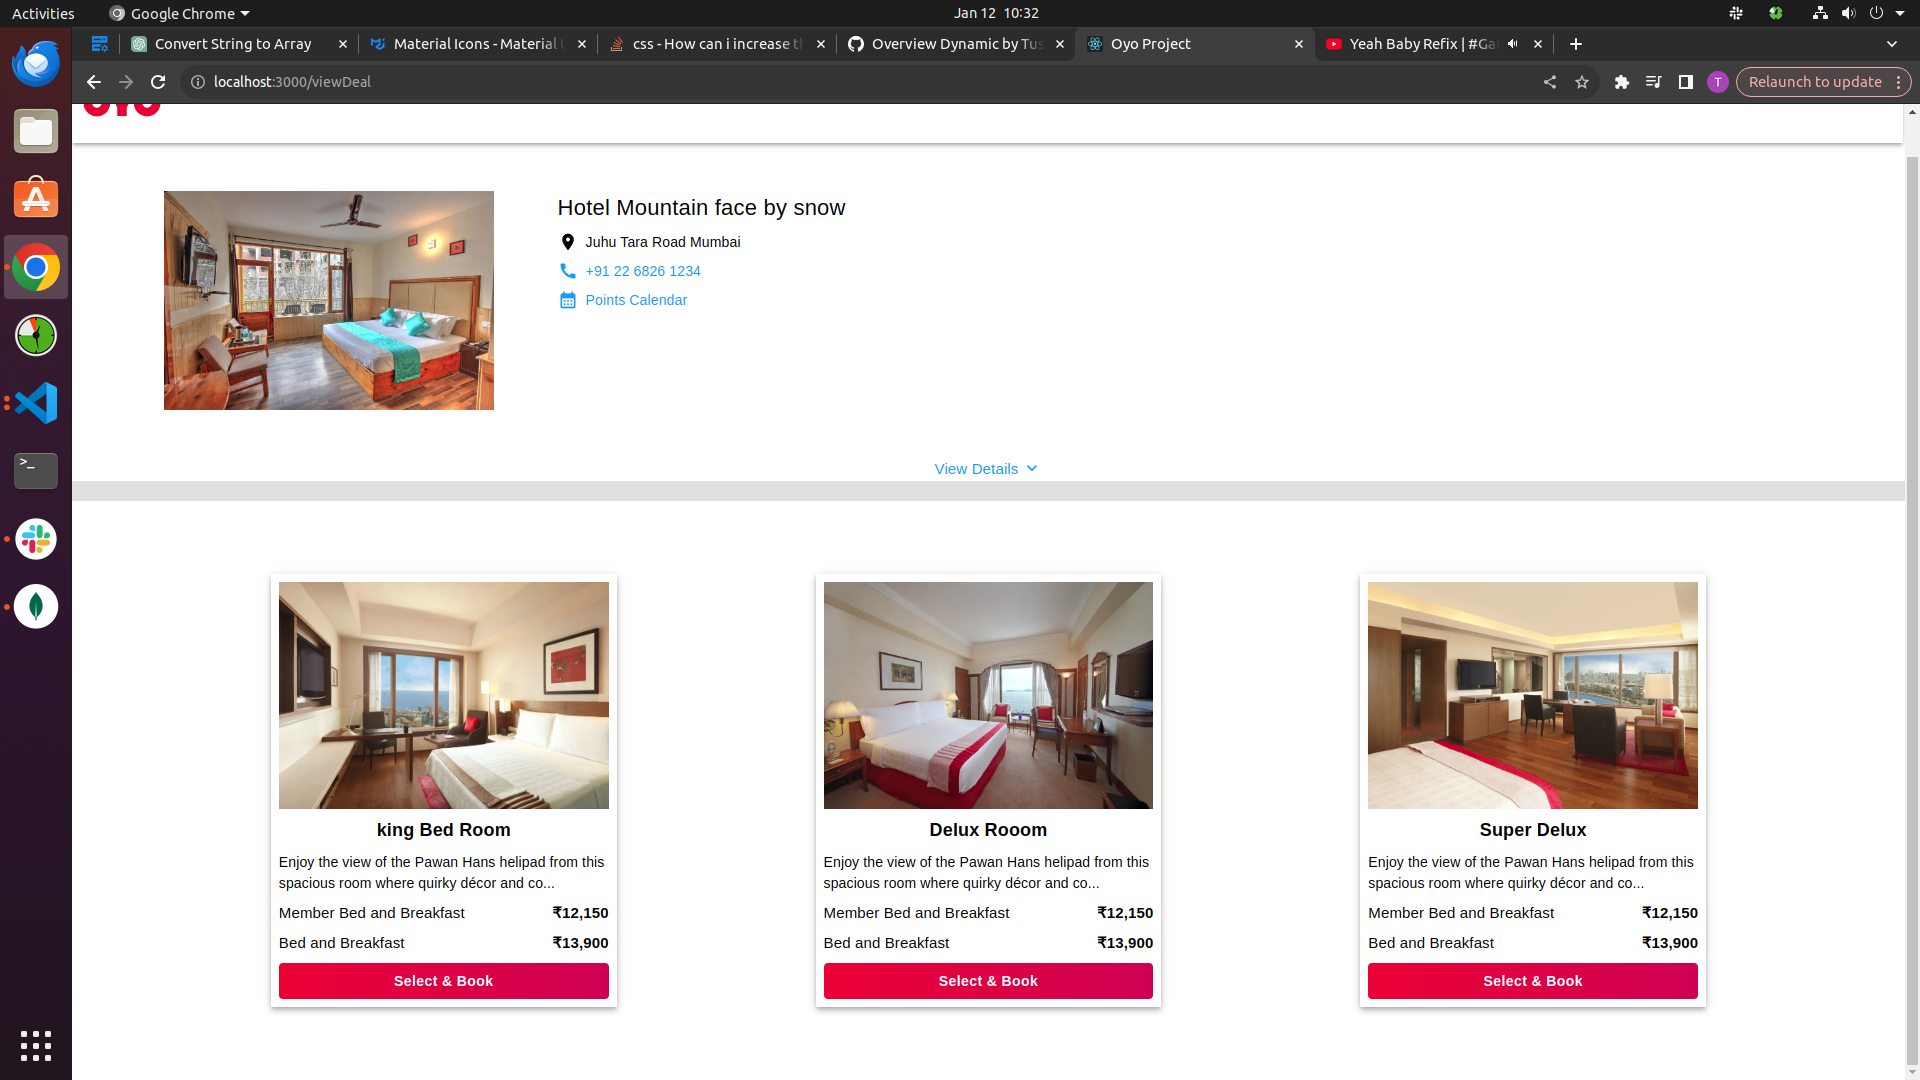 Activities
Google Chrome
Jan 12 10:32
Convert String to Array
Material Icons - Material
css - How can i increase
Overview Dynamic by Tus
Oyo Project
Yeah Baby Refix | #Ga
localhost:3000/viewDeal
T
Relaunch to update
OYO
Hotel Mountain face by snow
Juhu Tara Road Mumbai
+91 22 6826 1234
Points Calendar
View Details
king Bed Room
Enjoy the view of the Pawan Hans helipad from this
spacious room where quirky décor and co...
Member Bed and Breakfast ₹12,150
Bed and Breakfast ₹13,900
Select & Book
Delux Rooom
Enjoy the view of the Pawan Hans helipad from this
spacious room where quirky décor and co...
Member Bed and Breakfast ₹12,150
Bed and Breakfast ₹13,900
Select & Book
Super Delux
Enjoy the view of the Pawan Hans helipad from this
spacious room where quirky décor and co...
Member Bed and Breakfast ₹12,150
Bed and Breakfast ₹13,900
Select & Book